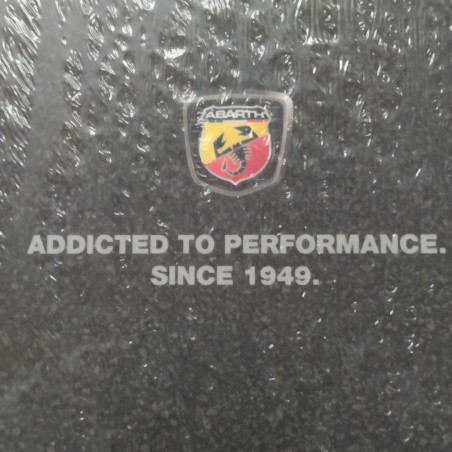 ABARTH
ADDICTED TO PERFORMANCE.
SINCE 1949.